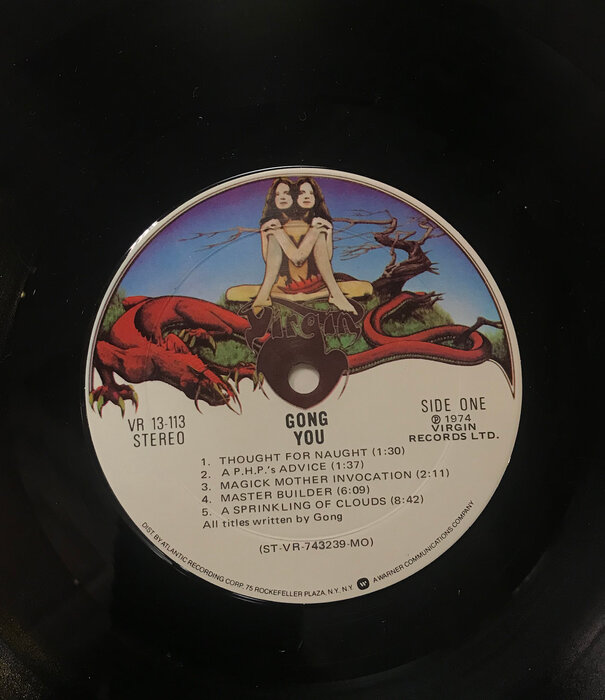 Virgin
VR 13-113
STEREO
GONG
YOU
SIDE ONE
℗ 1974
VIRGIN
RECORDS LTD.
1. THOUGHT FOR NAUGHT (1:30)
2. A P.H.P.'s ADVICE (1:37)
3. MAGICK MOTHER INVOCATION (2:11)
4. MASTER BUILDER (6:09)
5. A SPRINKLING OF CLOUDS (8:42)
All titles written by Gong
(ST-VR-743239-MO)
DIST BY ATLANTIC RECORDING CORP. 75 ROCKEFELLER PLAZA, N.Y. N.Y. W A WARNER COMMUNICATIONS COMPANY